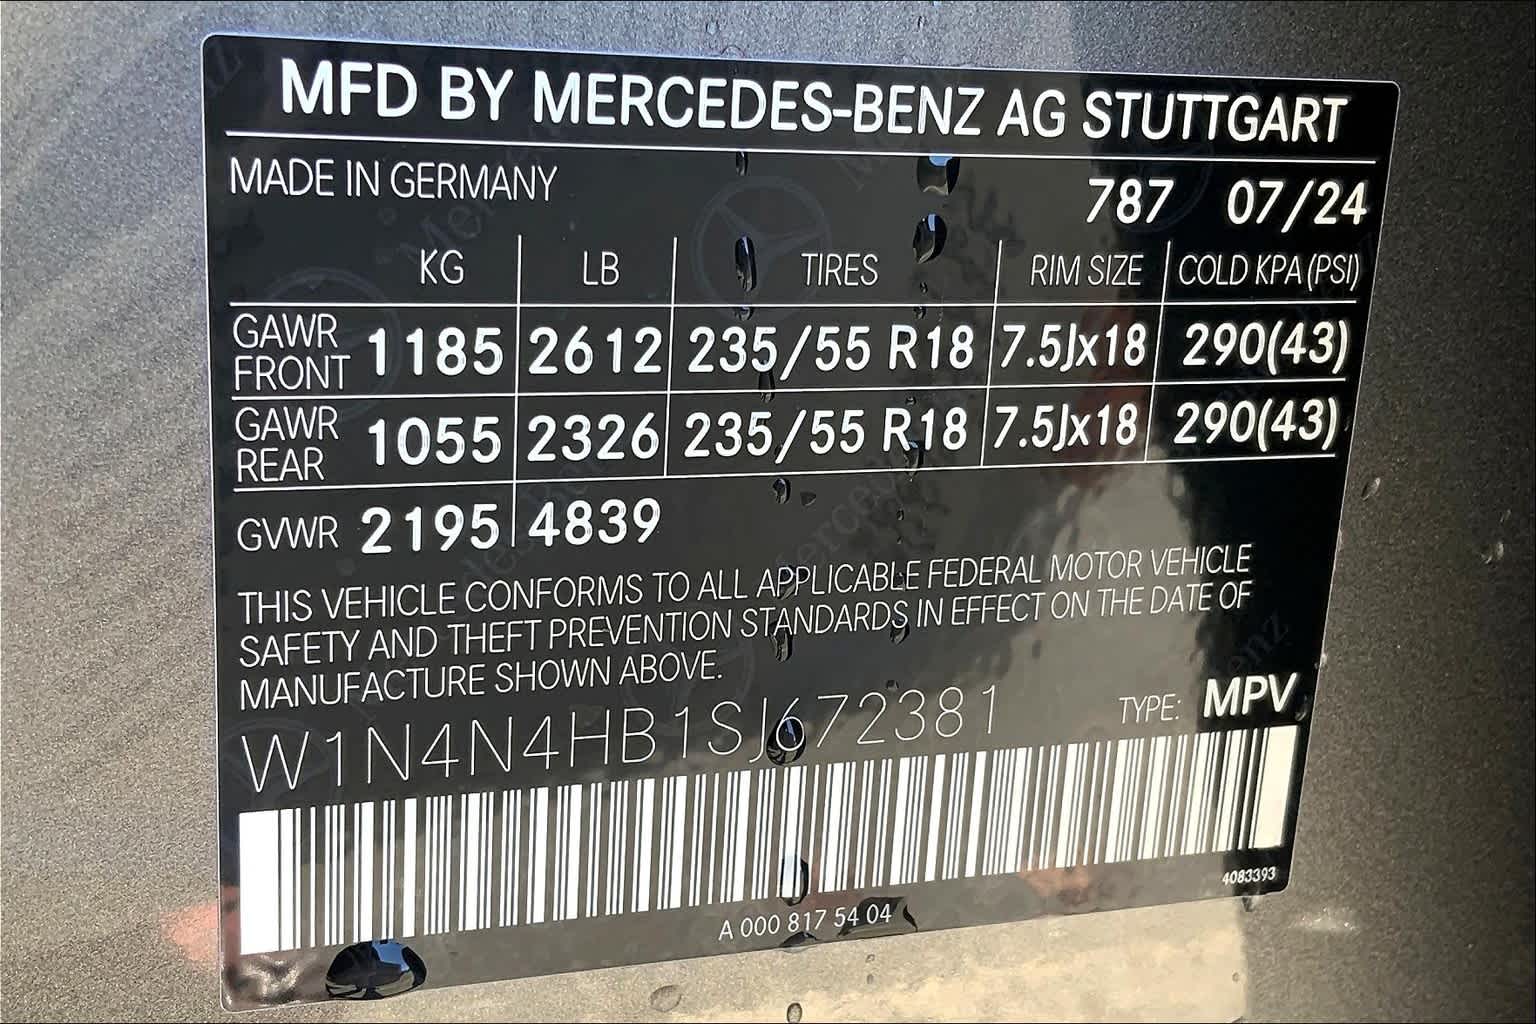 MFD BY MERCEDES-BENZ AG STUTTGART
MADE IN GERMANY
787 07/24
KG LB TIRES RIM SIZE COLD KPA (PSI)
GAWR FRONT 1185 2612 235/55 R18 7.5Jx18 290(43)
GAWR REAR 1055 2326 235/55 R18 7.5Jx18 290(43)
GVWR 2195 4839
THIS VEHICLE CONFORMS TO ALL APPLICABLE FEDERAL MOTOR VEHICLE
SAFETY AND THEFT PREVENTION STANDARDS IN EFFECT ON THE DATE OF
MANUFACTURE SHOWN ABOVE.
W1N4N4HB1SJ672381 TYPE: MPV
4083393
A 000 817 54 04